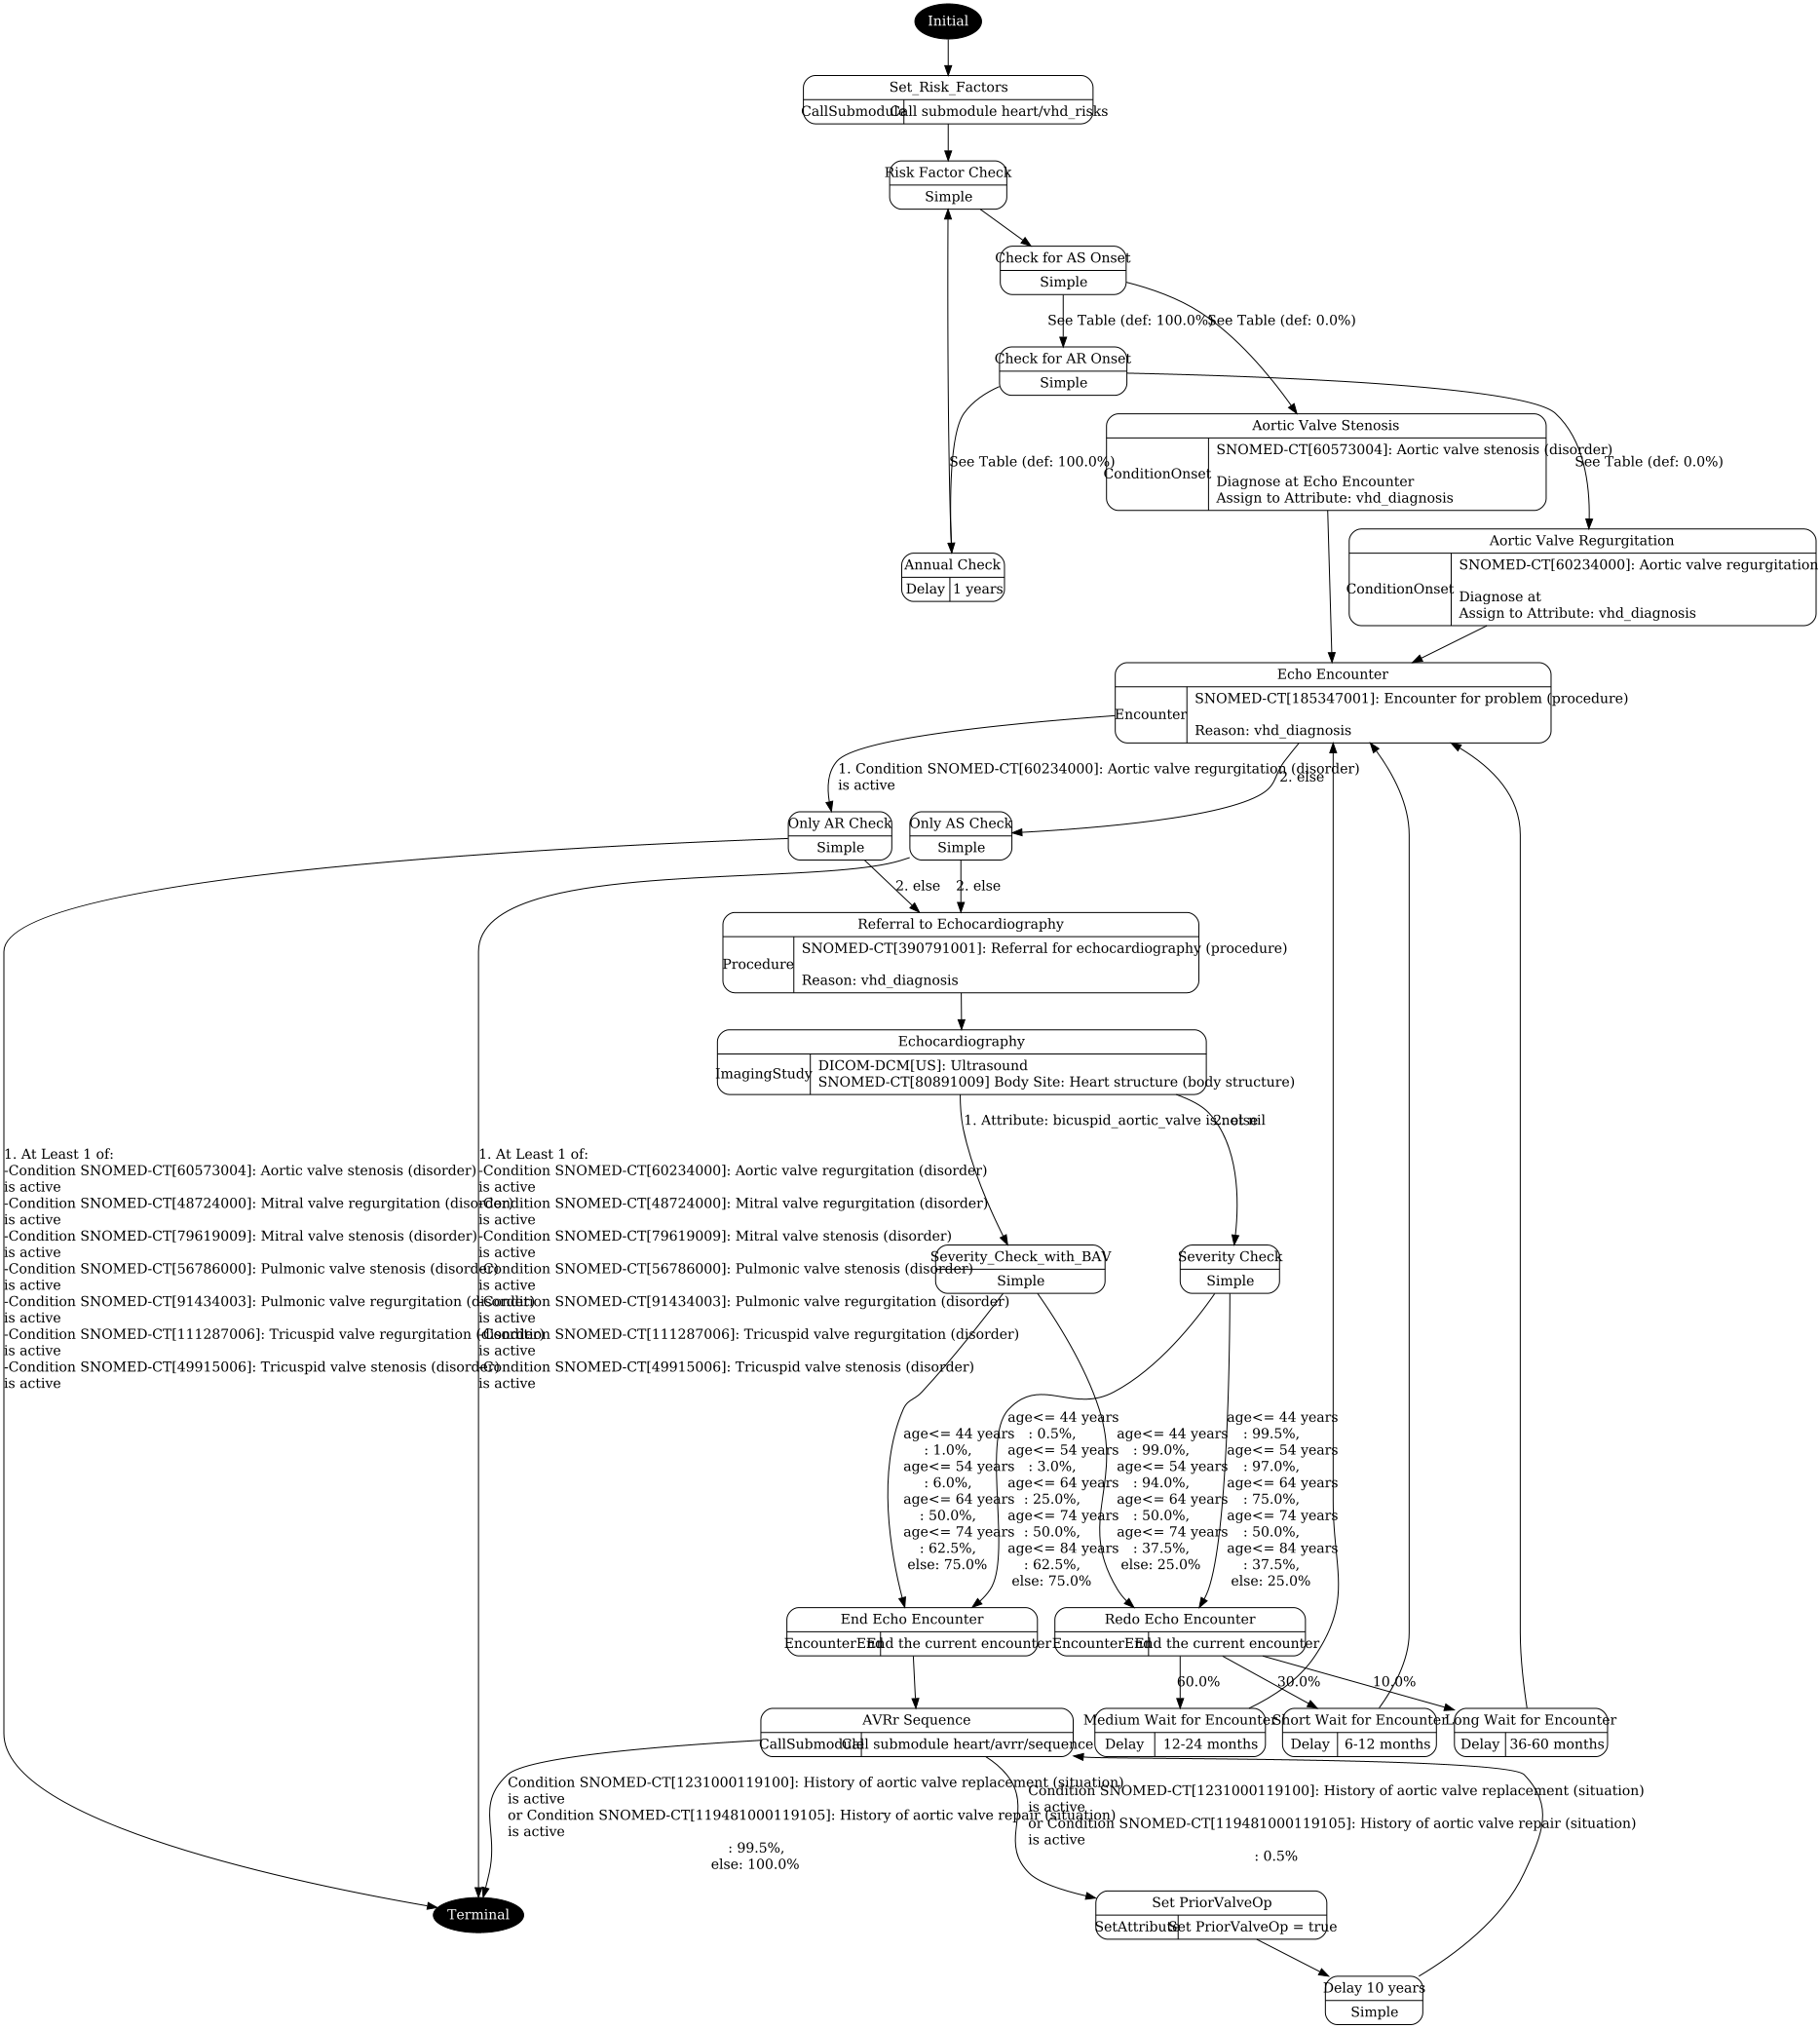 Initial
Set_Risk_Factors
CallSubmodule
Call submodule heart/vhd_risks
Risk Factor Check
Simple
Check for AS Onset
Simple
See Table (def: 100.0%)
See Table (def: 0.0%)
Check for AR Onset
Simple
See Table (def: 100.0%)
See Table (def: 0.0%)
Aortic Valve Stenosis
ConditionOnset
SNOMED-CT[60573004]: Aortic valve stenosis (disorder)
Diagnose at Echo Encounter
Assign to Attribute: vhd_diagnosis
Aortic Valve Regurgitation
ConditionOnset
SNOMED-CT[60234000]: Aortic valve regurgitation
Diagnose at
Assign to Attribute: vhd_diagnosis
Annual Check
Delay
1 years
Echo Encounter
Encounter
SNOMED-CT[185347001]: Encounter for problem (procedure)
Reason: vhd_diagnosis
1. Condition SNOMED-CT[60234000]: Aortic valve regurgitation (disorder)
is active
2. else
Only AR Check
Simple
Only AS Check
Simple
2. else
2. else
Referral to Echocardiography
Procedure
SNOMED-CT[390791001]: Referral for echocardiography (procedure)
Reason: vhd_diagnosis
Echocardiography
ImagingStudy
DICOM-DCM[US]: Ultrasound
SNOMED-CT[80891009] Body Site: Heart structure (body structure)
1. Attribute: bicuspid_aortic_valve is not nil
2. else
1. At Least 1 of:
-Condition SNOMED-CT[60573004]: Aortic valve stenosis (disorder)
is active
-Condition SNOMED-CT[48724000]: Mitral valve regurgitation (disorder)
is active
-Condition SNOMED-CT[79619009]: Mitral valve stenosis (disorder)
is active
-Condition SNOMED-CT[56786000]: Pulmonic valve stenosis (disorder)
is active
-Condition SNOMED-CT[91434003]: Pulmonic valve regurgitation (disorder)
is active
-Condition SNOMED-CT[111287006]: Tricuspid valve regurgitation (disorder)
is active
-Condition SNOMED-CT[49915006]: Tricuspid valve stenosis (disorder)
is active
1. At Least 1 of:
-Condition SNOMED-CT[60234000]: Aortic valve regurgitation (disorder)
is active
-Condition SNOMED-CT[48724000]: Mitral valve regurgitation (disorder)
is active
-Condition SNOMED-CT[79619009]: Mitral valve stenosis (disorder)
is active
-Condition SNOMED-CT[56786000]: Pulmonic valve stenosis (disorder)
is active
-Condition SNOMED-CT[91434003]: Pulmonic valve regurgitation (disorder)
is active
-Condition SNOMED-CT[111287006]: Tricuspid valve regurgitation (disorder)
is active
-Condition SNOMED-CT[49915006]: Tricuspid valve stenosis (disorder)
is active
Severity_Check_with_BAV
Simple
Severity Check
Simple
age<= 44 years
: 1.0%,
age<= 54 years
: 6.0%,
age<= 64 years
: 50.0%,
age<= 74 years
: 62.5%,
else: 75.0%
age<= 44 years
: 0.5%,
age<= 54 years
: 3.0%,
age<= 64 years
: 25.0%,
age<= 74 years
: 50.0%,
age<= 84 years
: 62.5%,
else: 75.0%
age<= 44 years
: 99.0%,
age<= 54 years
: 94.0%,
age<= 64 years
: 50.0%,
age<= 74 years
: 37.5%,
else: 25.0%
age<= 44 years
: 99.5%,
age<= 54 years
: 97.0%,
age<= 64 years
: 75.0%,
age<= 74 years
: 50.0%,
age<= 84 years
: 37.5%,
else: 25.0%
End Echo Encounter
EncounterEnd
End the current encounter
Redo Echo Encounter
EncounterEnd
End the current encounter
60.0%
30.0%
10.0%
AVRr Sequence
CallSubmodule
Call submodule heart/avrr/sequence
Medium Wait for Encounter
Delay
12-24 months
Short Wait for Encounter
Delay
6-12 months
Long Wait for Encounter
Delay
36-60 months
Condition SNOMED-CT[1231000119100]: History of aortic valve replacement (situation)
is active
or Condition SNOMED-CT[119481000119105]: History of aortic valve repair (situation)
is active
: 99.5%,
else: 100.0%
Condition SNOMED-CT[1231000119100]: History of aortic valve replacement (situation)
is active
or Condition SNOMED-CT[119481000119105]: History of aortic valve repair (situation)
is active
: 0.5%
Terminal
Set PriorValveOp
SetAttribute
Set PriorValveOp = true
Delay 10 years
Simple